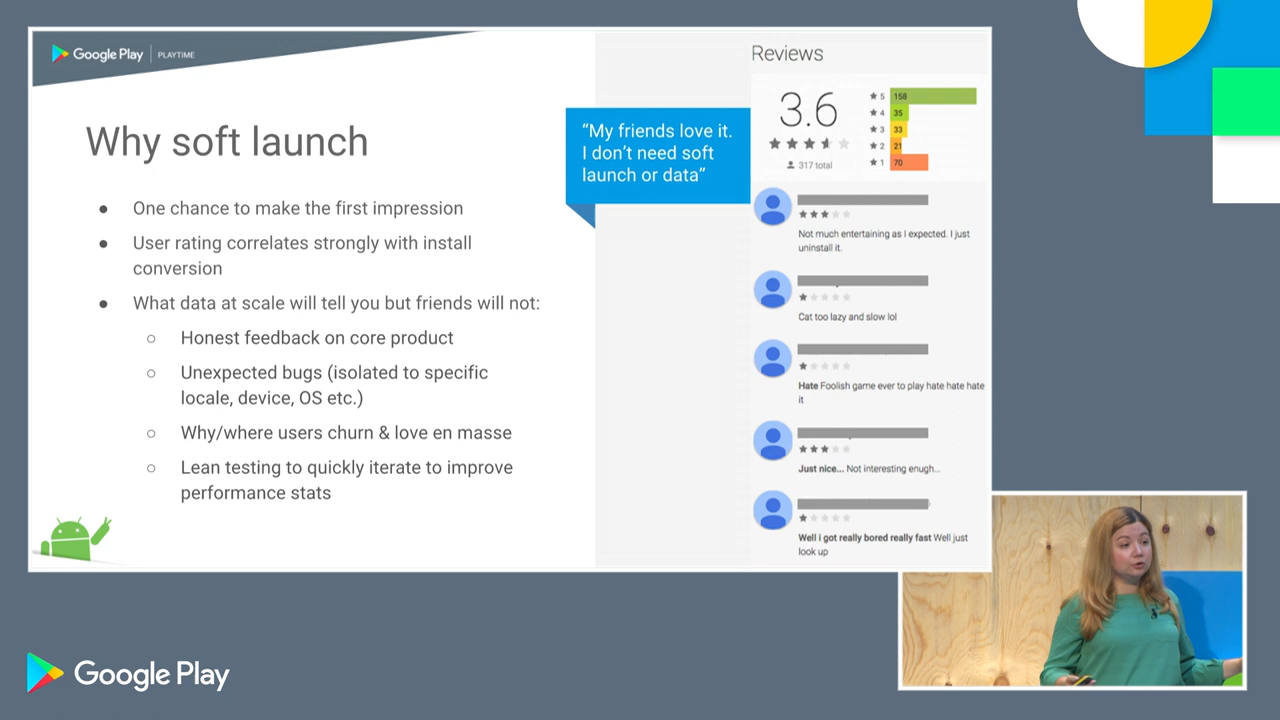 Google Play | PLAYTIME
Why soft launch
● One chance to make the first impression
● User rating correlates strongly with install
conversion
● What data at scale will tell you but friends will not:
○ Honest feedback on core product
○ Unexpected bugs (isolated to specific
locale, device, OS etc.)
○ Why/where users churn & love en masse
○ Lean testing to quickly iterate to improve
performance stats
“My friends love it.
I don’t need soft
launch or data”
Reviews
3.6
317 total
★ 5 158
★ 4 35
★ 3 33
★ 2 21
★ 1 70
Not much entertaining as I expected. I just
uninstall it.
Cat too lazy and slow lol
Hate Foolish game ever to play hate hate hate
it
Just nice... Not interesting enugh...
Well i got really bored really fast Well just
look up
Google Play